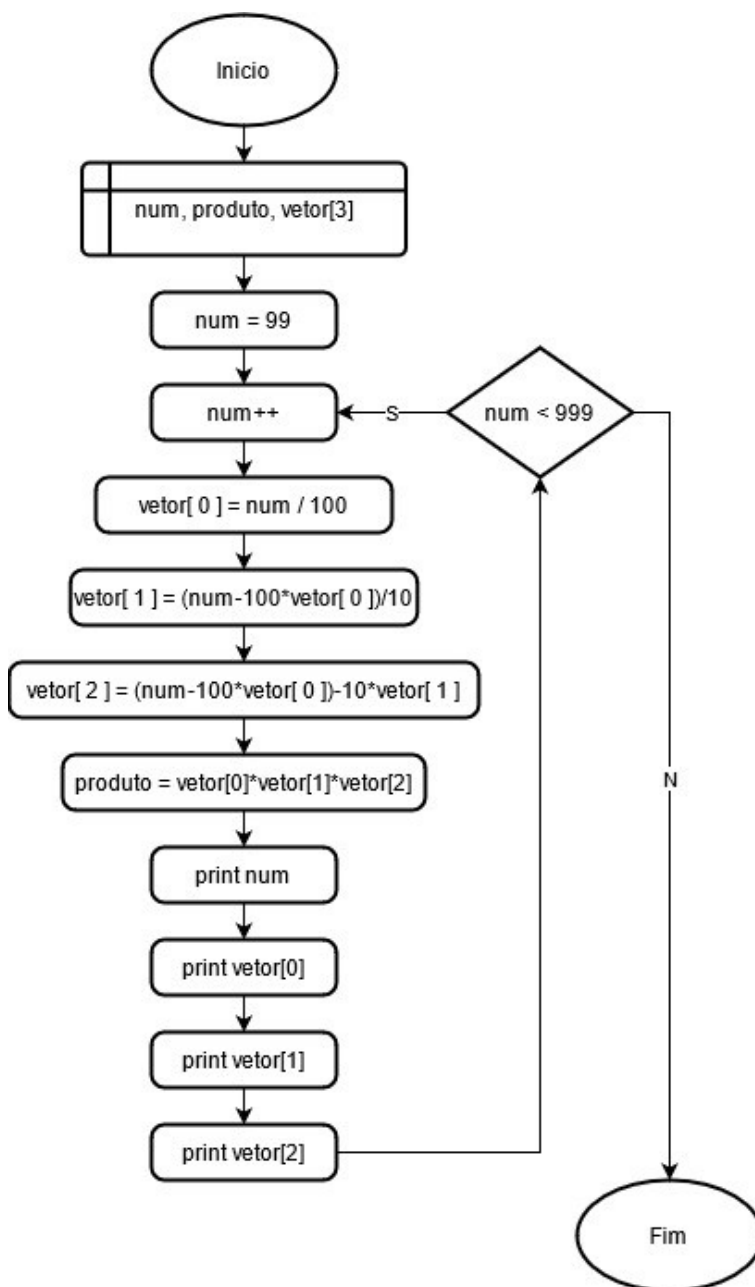 Inicio
num, produto, vetor[3]
num = 99
num++
S
num < 999
vetor[ 0 ] = num / 100
vetor[ 1 ] = (num-100*vetor[ 0 ])/10
vetor[ 2 ] = (num-100*vetor[ 0 ])-10*vetor[ 1 ]
produto = vetor[0]*vetor[1]*vetor[2]
N
print num
print vetor[0]
print vetor[1]
print vetor[2]
Fim